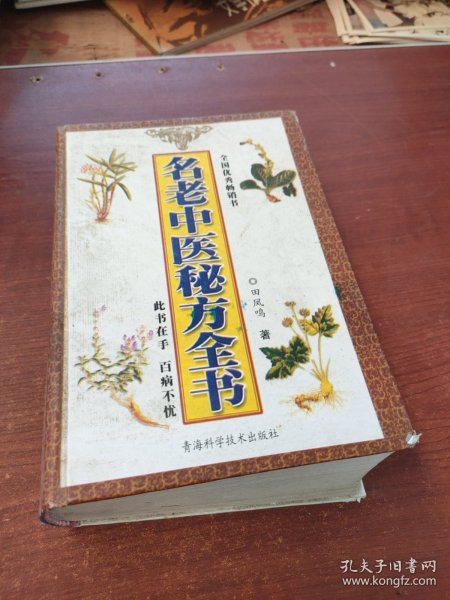 全国优秀畅销书
名老中医秘方全书
◎田凤鸣 著
此书在手 百病不忧
青海科学技术出版社
孔夫子旧书网
www.kongfz.com